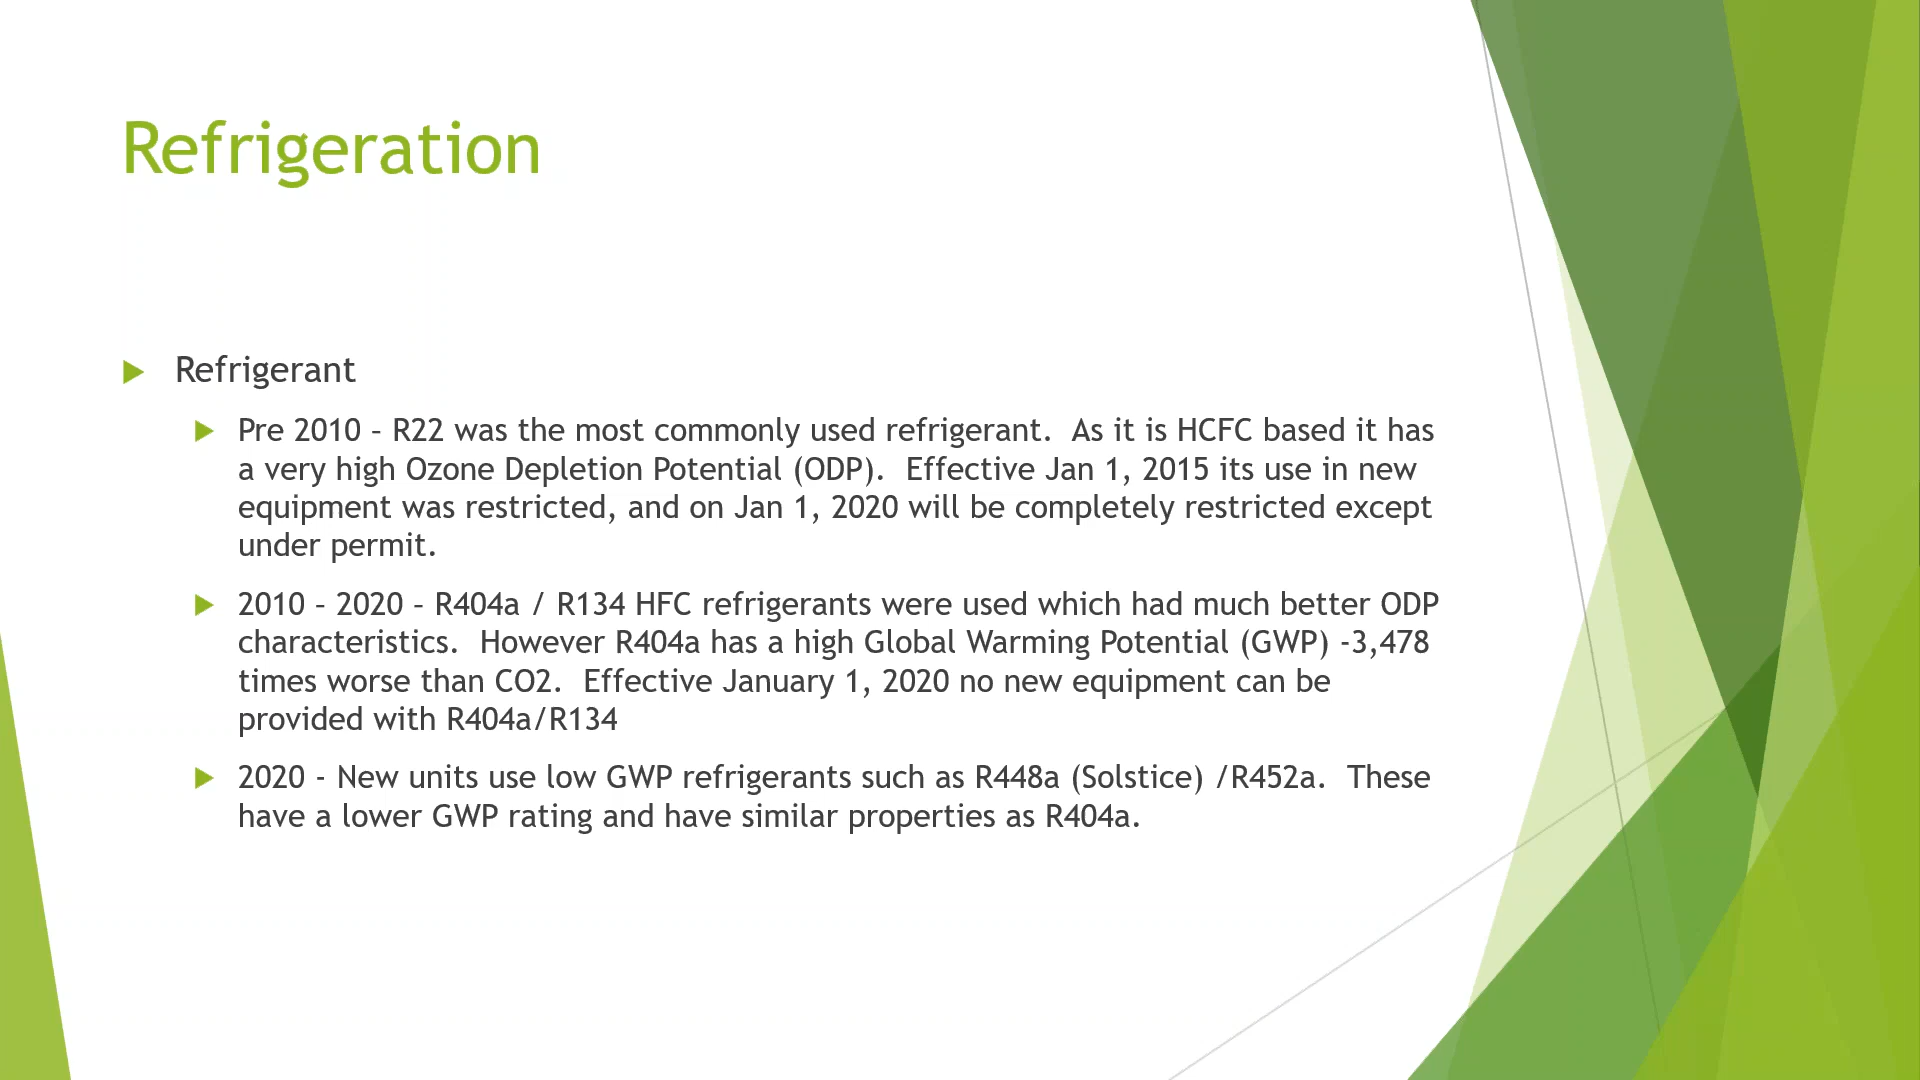 Refrigeration
Refrigerant
Pre 2010 – R22 was the most commonly used refrigerant.  As it is HCFC based it has
a very high Ozone Depletion Potential (ODP).  Effective Jan 1, 2015 its use in new
equipment was restricted, and on Jan 1, 2020 will be completely restricted except
under permit.
2010 – 2020 – R404a / R134 HFC refrigerants were used which had much better ODP
characteristics.  However R404a has a high Global Warming Potential (GWP) -3,478
times worse than CO2.  Effective January 1, 2020 no new equipment can be
provided with R404a/R134
2020 - New units use low GWP refrigerants such as R448a (Solstice) /R452a.  These
have a lower GWP rating and have similar properties as R404a.